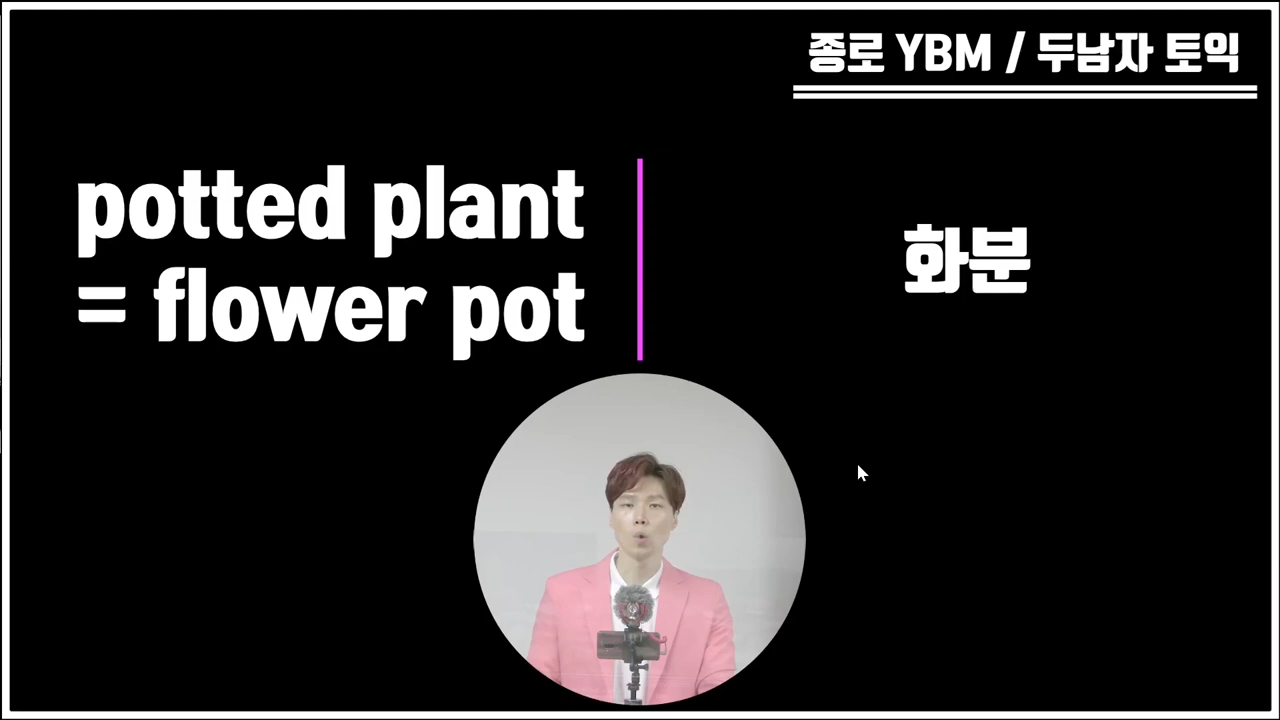 종로 YBM / 두남자 토익
potted plant
= flower pot
화분